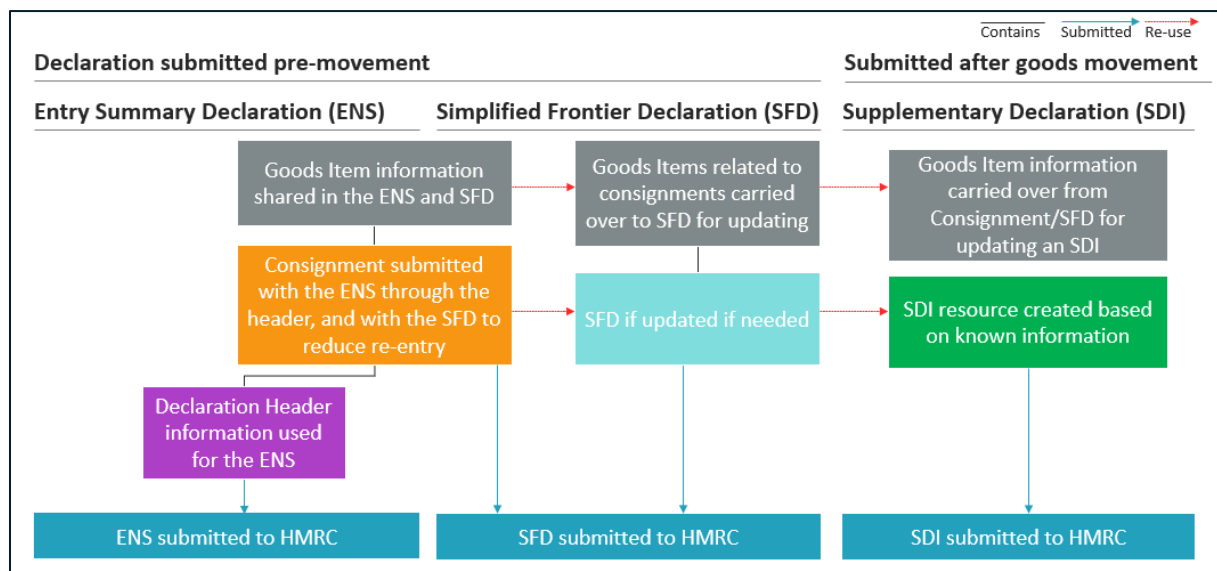 Contains
Submitted
Re-use
Declaration submitted pre-movement
Submitted after goods movement
Entry Summary Declaration (ENS)
Simplified Frontier Declaration (SFD)
Supplementary Declaration (SDI)
Goods Item information
shared in the ENS and SFD
Goods Items related to
consignments carried
over to SFD for updating
Goods Item information
carried over from
Consignment/SFD for
updating an SDI
Consignment submitted
with the ENS through the
header, and with the SFD to
reduce re-entry
SFD if updated if needed
SDI resource created based
on known information
Declaration Header
information used
for the ENS
ENS submitted to HMRC
SFD submitted to HMRC
SDI submitted to HMRC